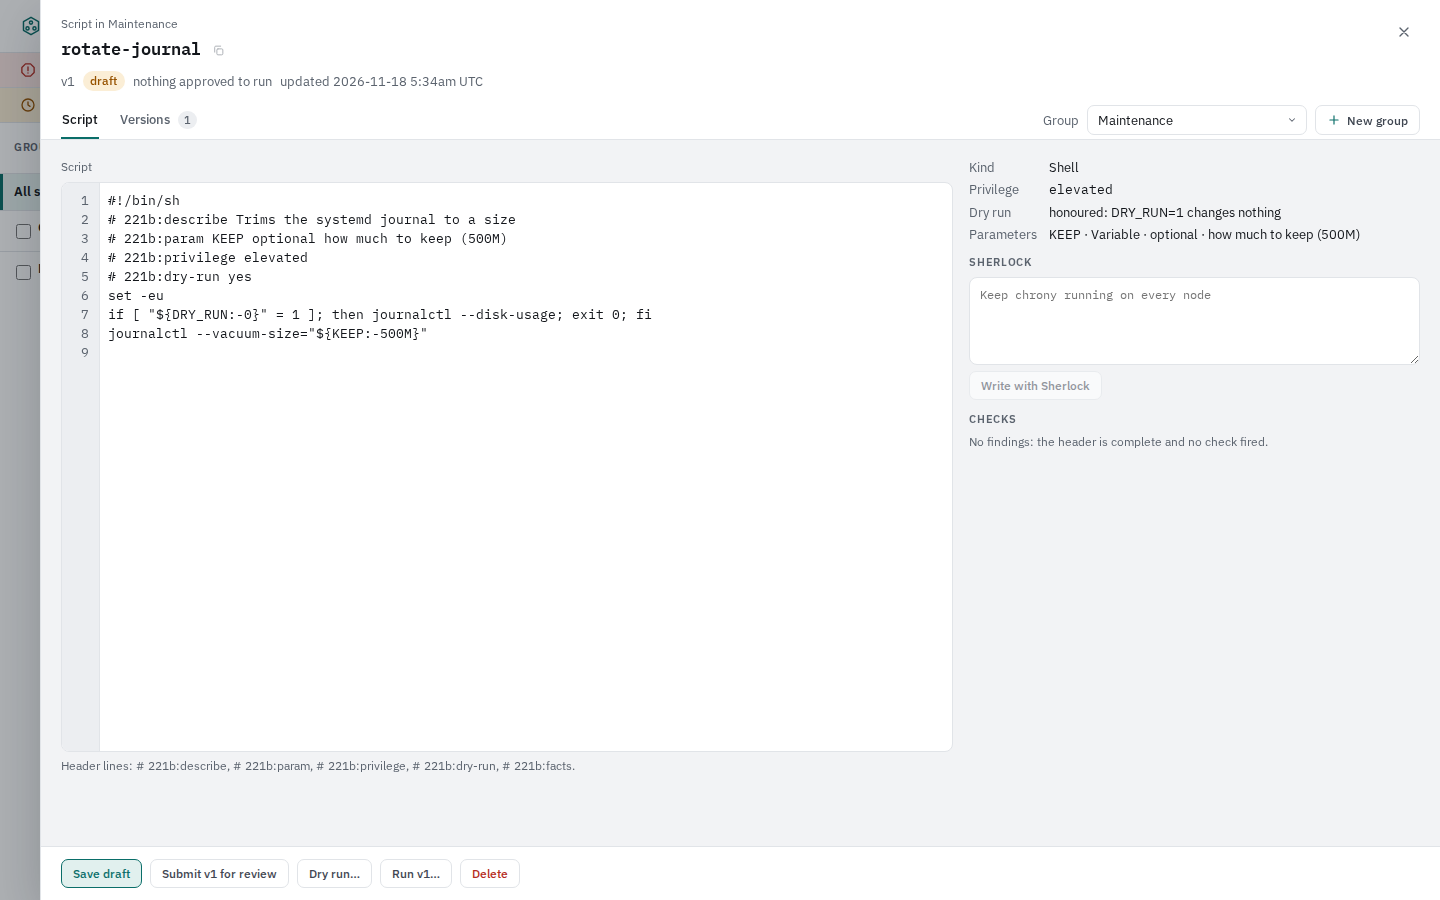 Script in Maintenance
rotate-journal
v1 draft nothing approved to run updated 2026-11-18 5:34am UTC
Script Versions 1
Group Maintenance New group
All s
Script
1 #!/bin/sh
2 # 221b:describe Trims the systemd journal to a size
3 # 221b:param KEEP optional how much to keep (500M)
4 # 221b:privilege elevated
5 # 221b:dry-run yes
6 set -eu
7 if [ "${DRY_RUN:-0}" = 1 ]; then journalctl --disk-usage; exit 0; fi
8 journalctl --vacuum-size="${KEEP:-500M}"
9
Header lines: # 221b:describe, # 221b:param, # 221b:privilege, # 221b:dry-run, # 221b:facts.
Kind Shell
Privilege elevated
Dry run honoured: DRY_RUN=1 changes nothing
Parameters KEEP · Variable · optional · how much to keep (500M)
SHERLOCK
Keep chrony running on every node
Write with Sherlock
CHECKS
No findings: the header is complete and no check fired.
Save draft Submit v1 for review Dry run... Run v1... Delete